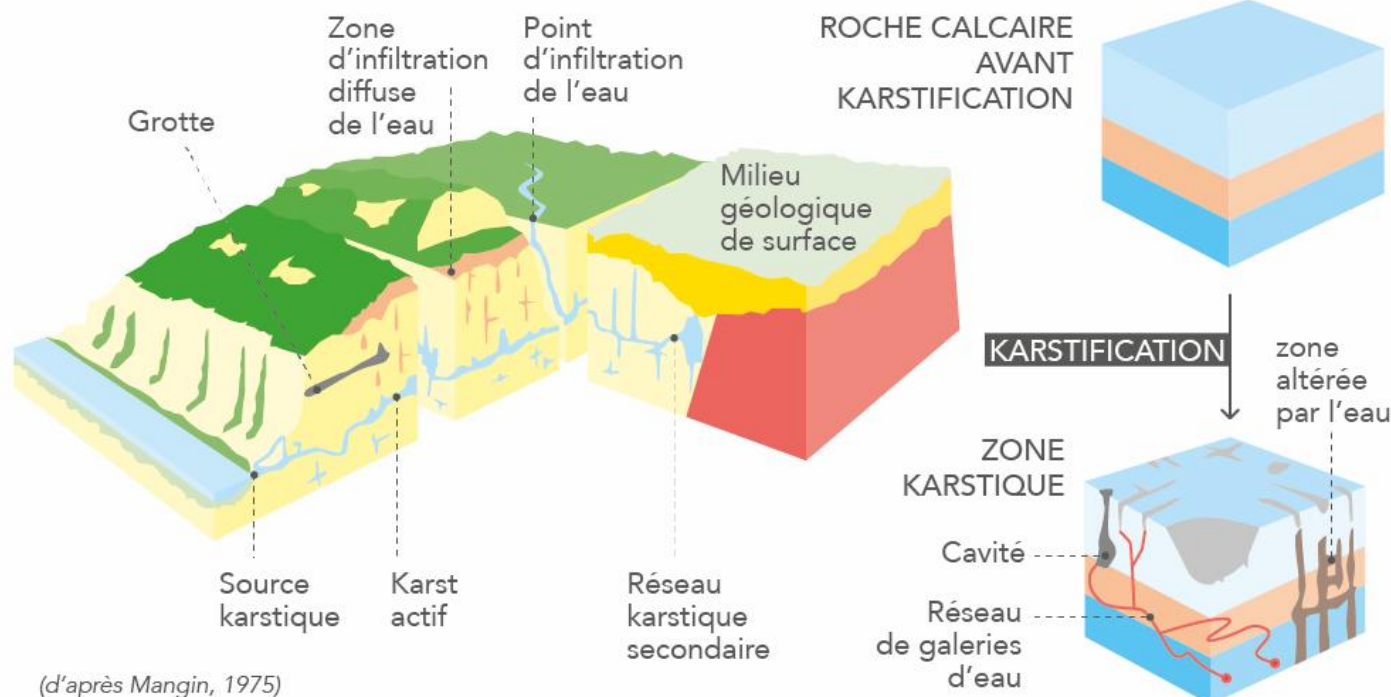 Grotte
Zone
d'infiltration
diffuse
de l'eau
Point
d'infiltration
de l'eau
Milieu
géologique
de surface
Source
karstique
Karst
actif
Réseau
karstique
secondaire
(d'après Mangin, 1975)
ROCHE CALCAIRE
AVANT
KARSTIFICATION
KARSTIFICATION
zone
altérée
par l'eau
ZONE
KARSTIQUE
Cavité
Réseau
de galeries
d'eau